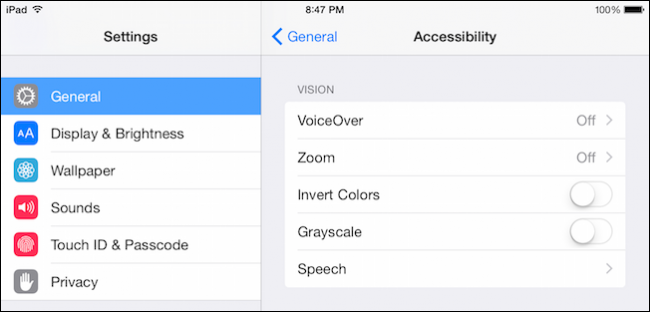 iPad 8:47 PM 100%
Settings
General
Display & Brightness
Wallpaper
Sounds
Touch ID & Passcode
Privacy
General Accessibility
VISION
VoiceOver Off
Zoom Off
Invert Colors
Grayscale
Speech